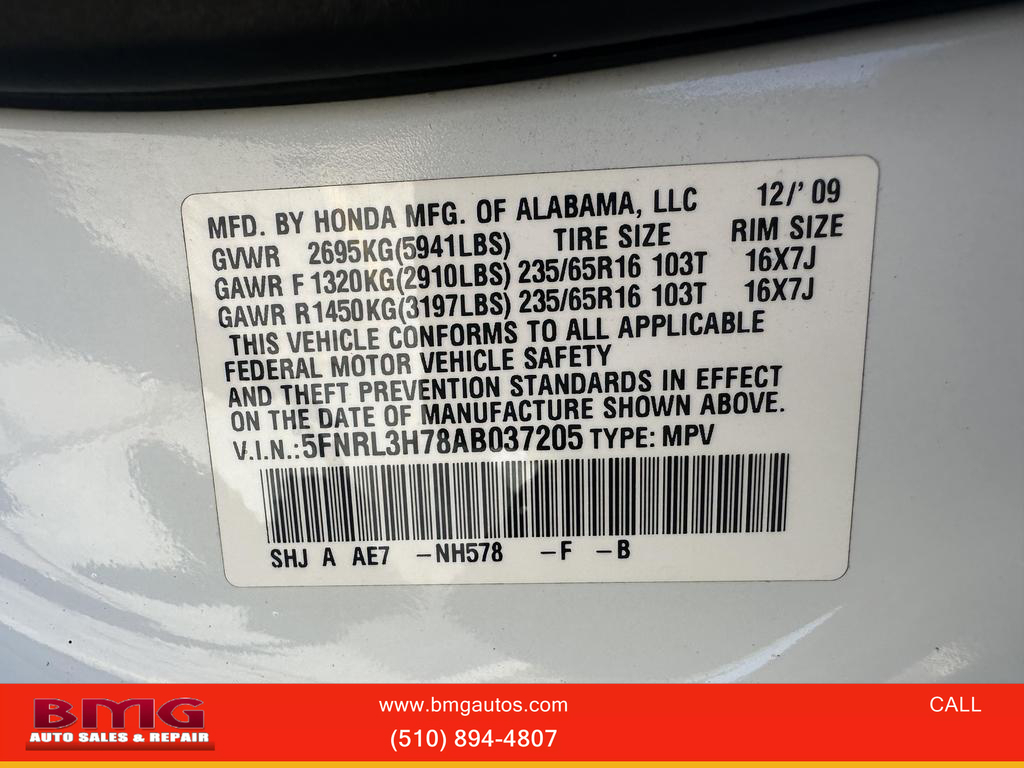 MFD. BY HONDA MFG. OF ALABAMA, LLC 12/'09
GVWR 2695KG(5941LBS) TIRE SIZE RIM SIZE
GAWR F 1320KG(2910LBS) 235/65R16 103T 16X7J
GAWR R1450KG(3197LBS) 235/65R16 103T 16X7J
THIS VEHICLE CONFORMS TO ALL APPLICABLE
FEDERAL MOTOR VEHICLE SAFETY
AND THEFT PREVENTION STANDARDS IN EFFECT
ON THE DATE OF MANUFACTURE SHOWN ABOVE.
V.I.N.:5FNRL3H78AB037205 TYPE: MPV
SHJ A AE7 -NH578 -F -B
BMG
AUTO SALES & REPAIR
www.bmgautos.com
(510) 894-4807
CALL